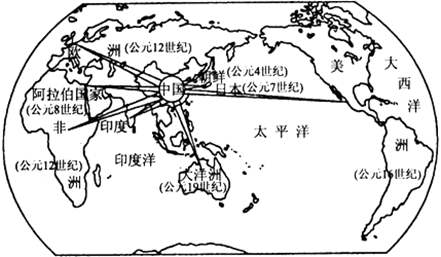 欧 洲
(公元12世纪)
朝鲜
(公元4世纪)
中国
日本(公元7世纪)
阿拉伯国家
(公元8世纪)
非
印度
印度洋
太 平 洋
美
大
西
洋
(公元12世纪)
洲
大洋洲
(公元19世纪)
洲
(公元16世纪)